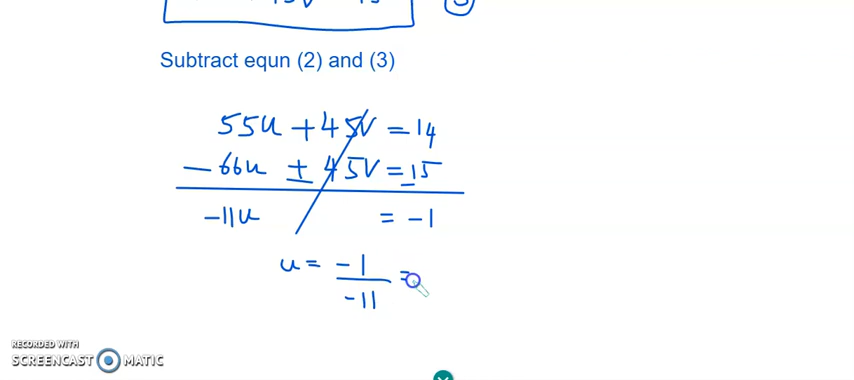 Subtract equn (2) and (3)
55u + 45V = 14
- 66u ± 45V = 15
-11u = -1
u = -1/-11 =
RECORDED WITH
SCREENCAST MATIC